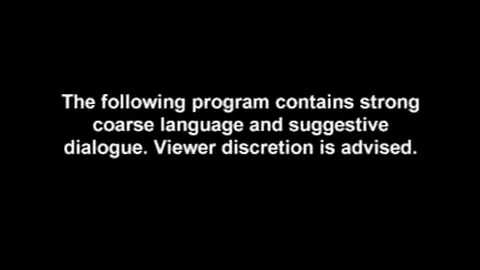 The following program contains strong
coarse language and suggestive
dialogue. Viewer discretion is advised.